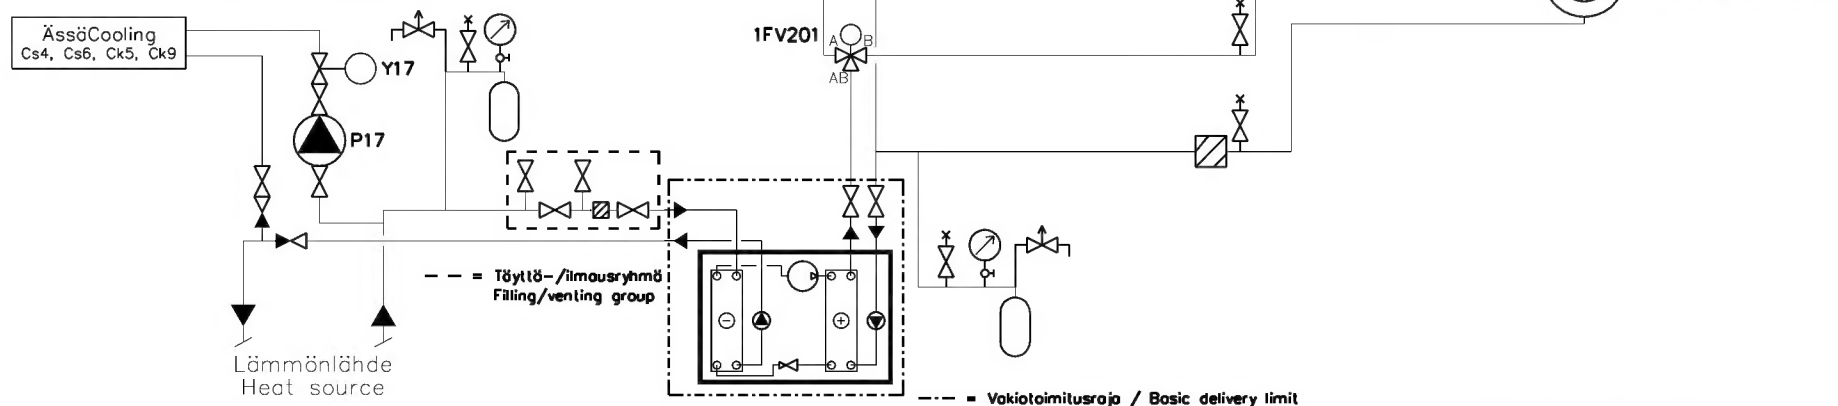 ÄssäCooling
Cs4, Cs6, Ck5, Ck9
Y17
P17
1FV201
A
B
AB
- - = Täyttö-/ilmausryhmä
Filling/venting group
Lämmönlähde
Heat source
-·-·- = Vakiotoimitusraja / Basic delivery limit